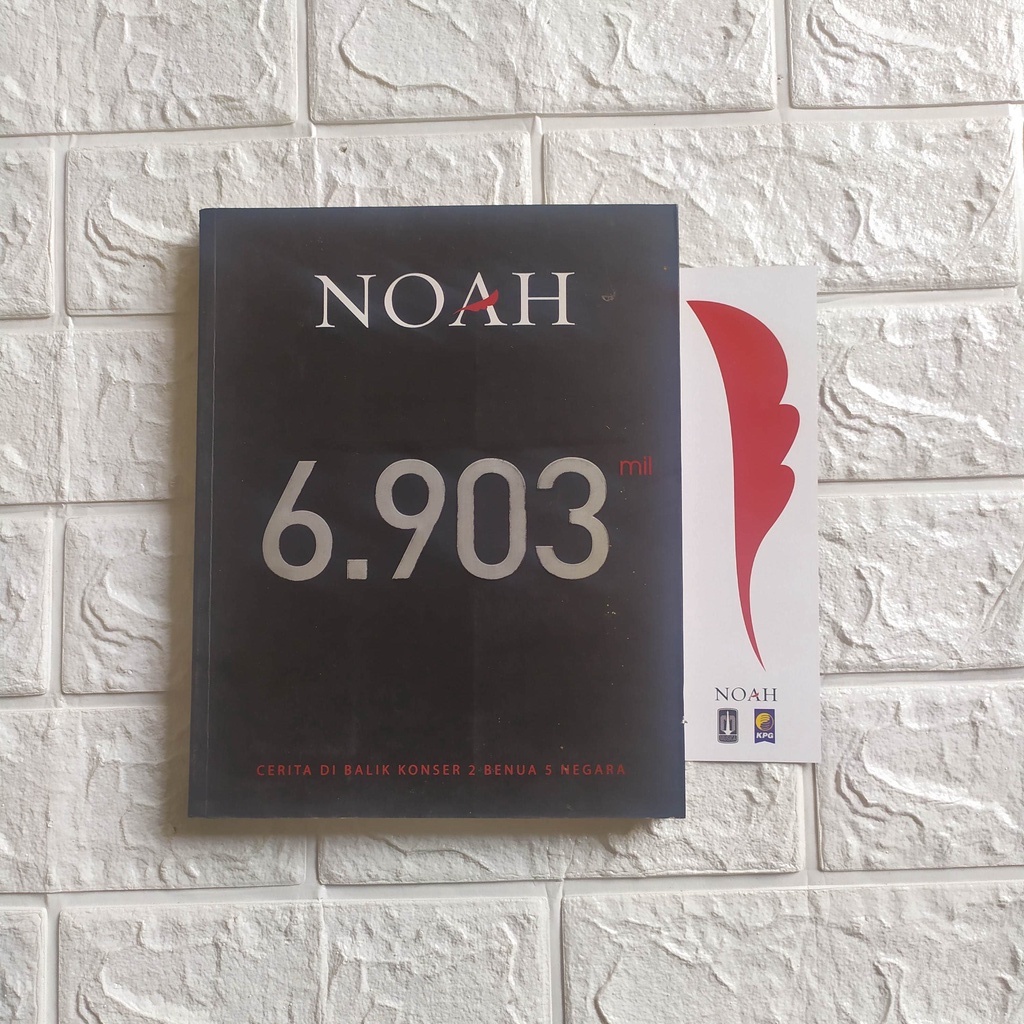 NOAH
6.903 mil
CERITA DI BALIK KONSER 2 BENUA 5 NEGARA
NOAH
KPG